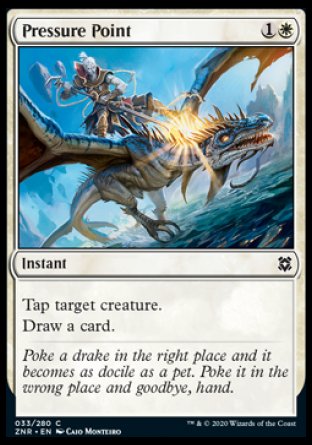 Pressure Point 1
Instant
Tap target creature.
Draw a card.
Poke a drake in the right place and it
becomes as docile as a pet. Poke it in the
wrong place and goodbye, hand.
033/280 C
ZNR • EN Caio Monteiro
™ & © 2020 Wizards of the Coast